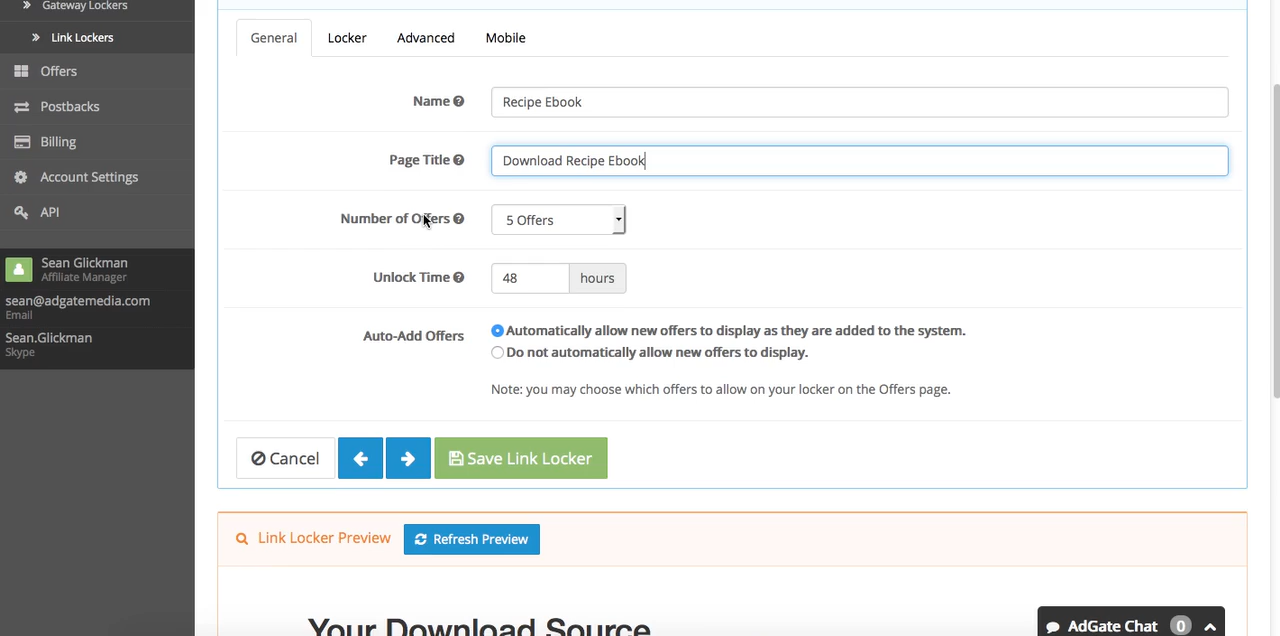 Gateway Lockers
Link Lockers
Offers
Postbacks
Billing
Account Settings
API
Sean Glickman
Affiliate Manager
sean@adgatemedia.com
Email
Sean.Glickman
Skype
General Locker Advanced Mobile
Name Recipe Ebook
Page Title Download Recipe Ebook
Number of Offers 5 Offers
Unlock Time 48 hours
Auto-Add Offers Automatically allow new offers to display as they are added to the system.
Do not automatically allow new offers to display.
Note: you may choose which offers to allow on your locker on the Offers page.
Cancel Save Link Locker
Link Locker Preview Refresh Preview
Your Download Source
AdGate Chat 0